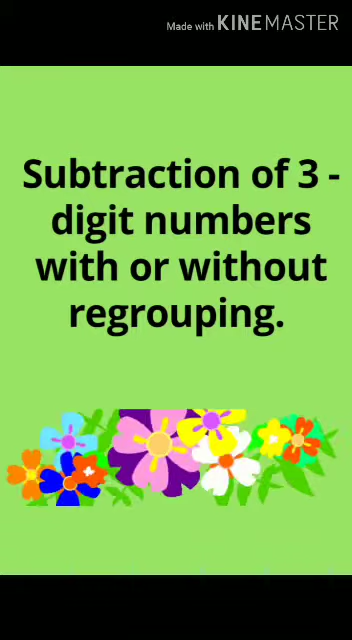 Made with KINEMASTER
Subtraction of 3 -
digit numbers
with or without
regrouping.